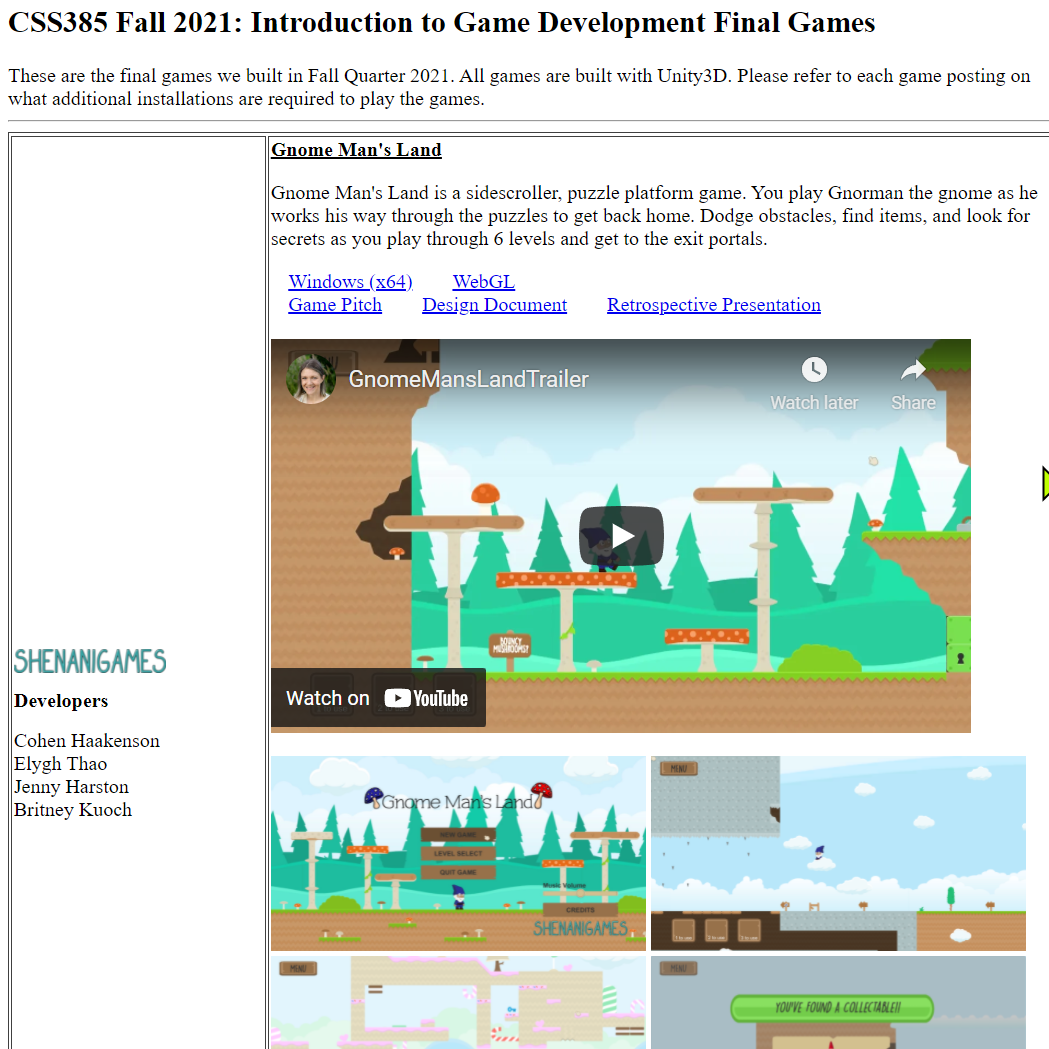 CSS385 Fall 2021: Introduction to Game Development Final Games
These are the final games we built in Fall Quarter 2021. All games are built with Unity3D. Please refer to each game posting on
what additional installations are required to play the games.
SHENANIGAMES
Developers
Cohen Haakenson
Elygh Thao
Jenny Harston
Britney Kuoch
Gnome Man's Land
Gnome Man's Land is a sidescroller, puzzle platform game. You play Gnorman the gnome as he
works his way through the puzzles to get back home. Dodge obstacles, find items, and look for
secrets as you play through 6 levels and get to the exit portals.
Windows (x64) WebGL
Game Pitch Design Document Retrospective Presentation
GnomeMansLandTrailer
Watch later Share
BOUNCY
MUSHROOMS!
Watch on YouTube
Gnome Man's Land
NEW GAME
LEVEL SELECT
QUIT GAME
Music Volume
CREDITS
SHENANIGAMES
MENU
MENU
MENU
YOU'VE FOUND A COLLECTABLE!!